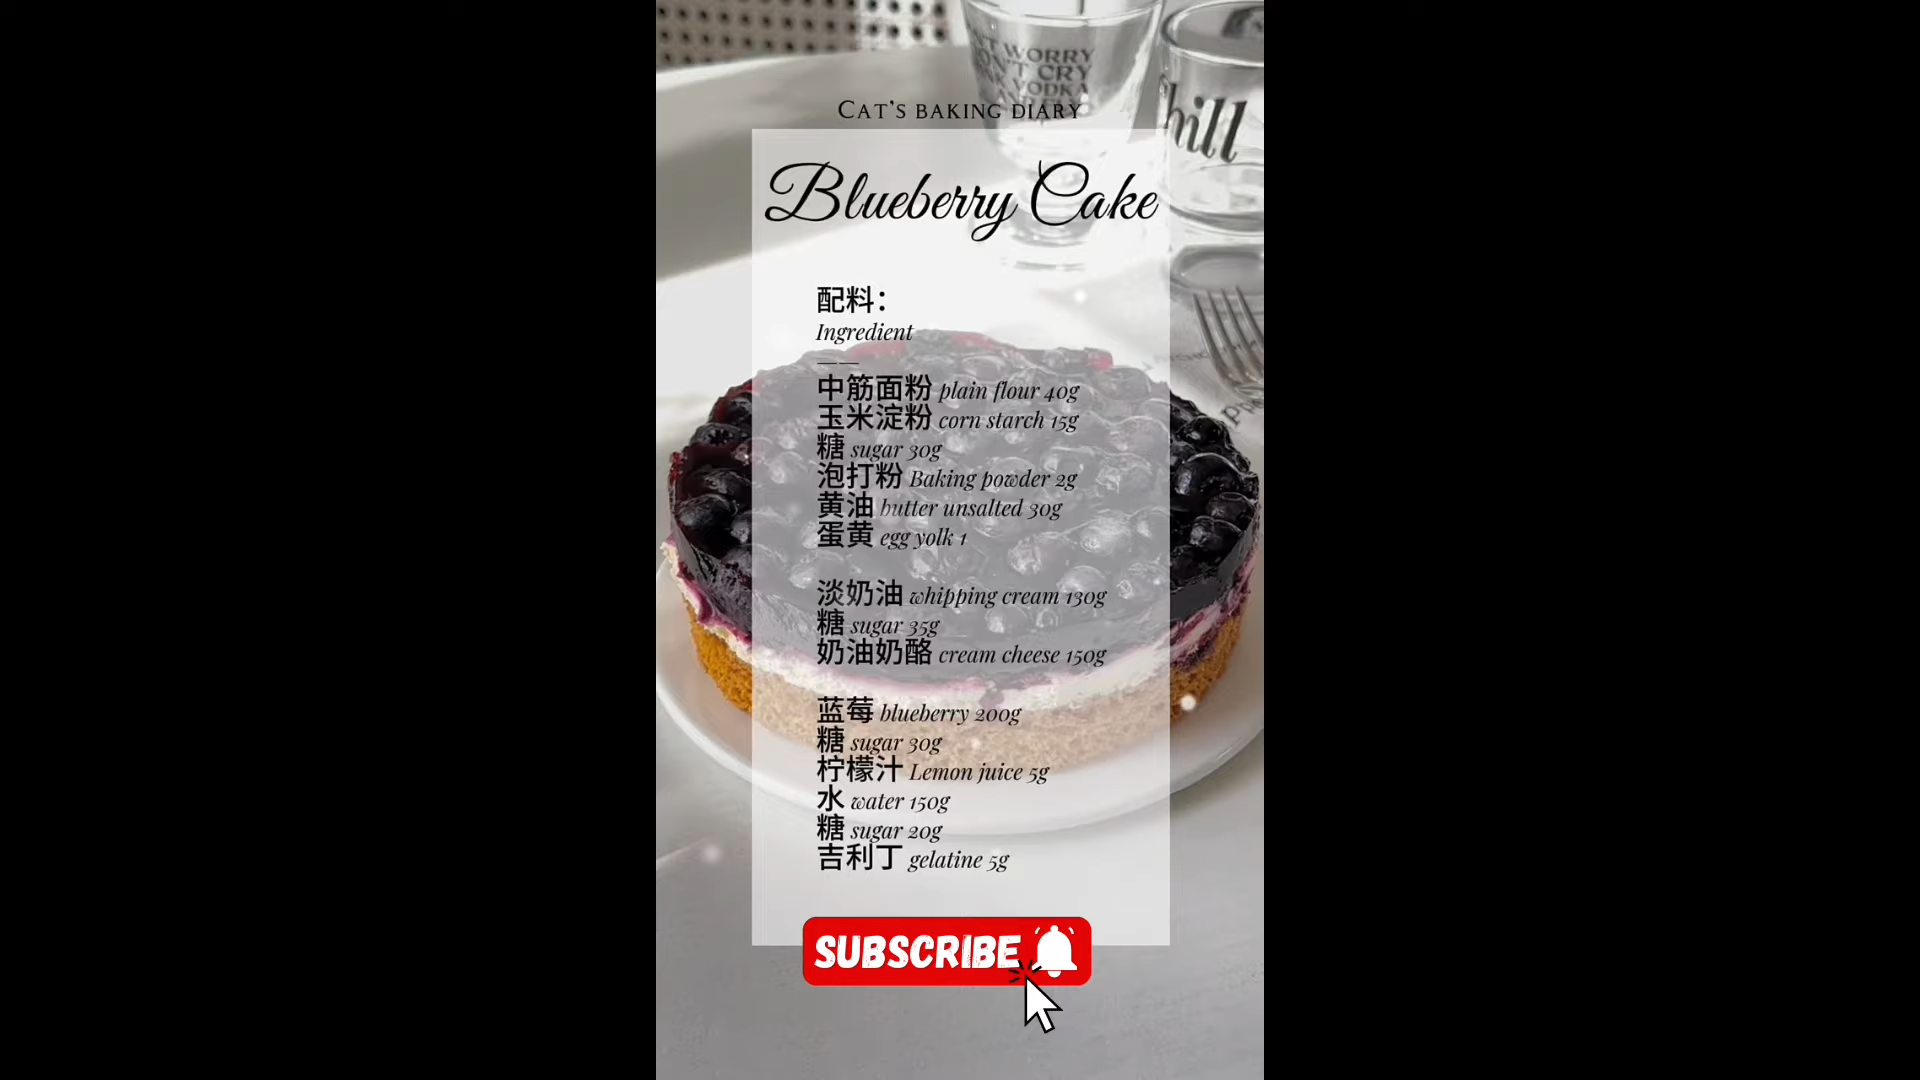 WORRY
CRY
VODKA
hill
CAT'S BAKING DIARY
Blueberry Cake
配料：
Ingredient
——
中筋面粉 plain flour 40g
玉米淀粉 corn starch 15g
糖 sugar 30g
泡打粉 Baking powder 2g
黄油 butter unsalted 30g
蛋黄 egg yolk 1
淡奶油 whipping cream 130g
糖 sugar 35g
奶油奶酪 cream cheese 150g
蓝莓 blueberry 200g
糖 sugar 30g
柠檬汁 Lemon juice 5g
水 water 150g
糖 sugar 20g
吉利丁 gelatine 5g
SUBSCRIBE